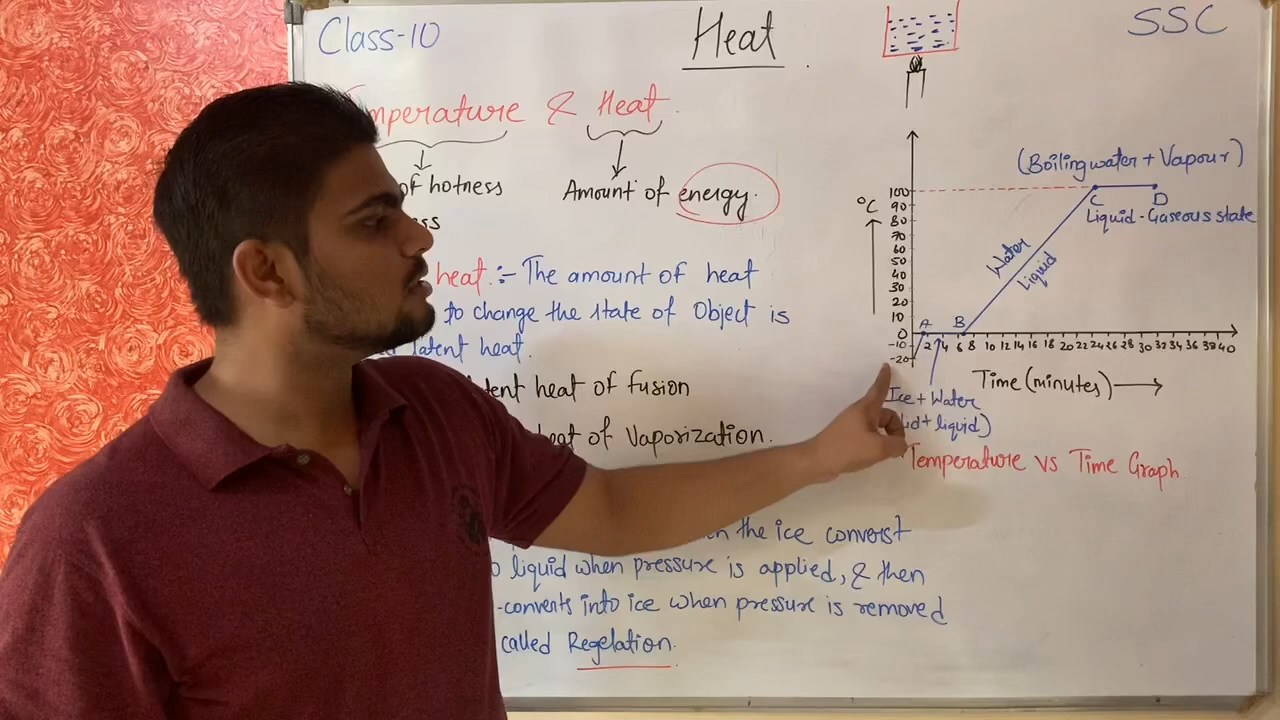 Class-10
Heat
SSC
mperature & Heat.
of hotness
ss
Amount of energy.
heat :- The amount of heat
to change the state of Object is
latent heat.
tent heat of fusion
heat of Vaporization.
the ice converst
o liquid when pressure is applied, & then
-converts into ice when pressure is removed
called Regelation.
(Boiling water + Vapour)
°C
100
90
80
70
60
50
40
30
20
10
0
-10
-20
A
B
C
D
Liquid-Gaseous state
Water
Liquid
2 4 6 8 10 12 14 16 18 20 22 24 26 28 30 32 34 36 38 40
Time (minutes)
Ice + Water
id + liquid)
Temperature vs Time Graph